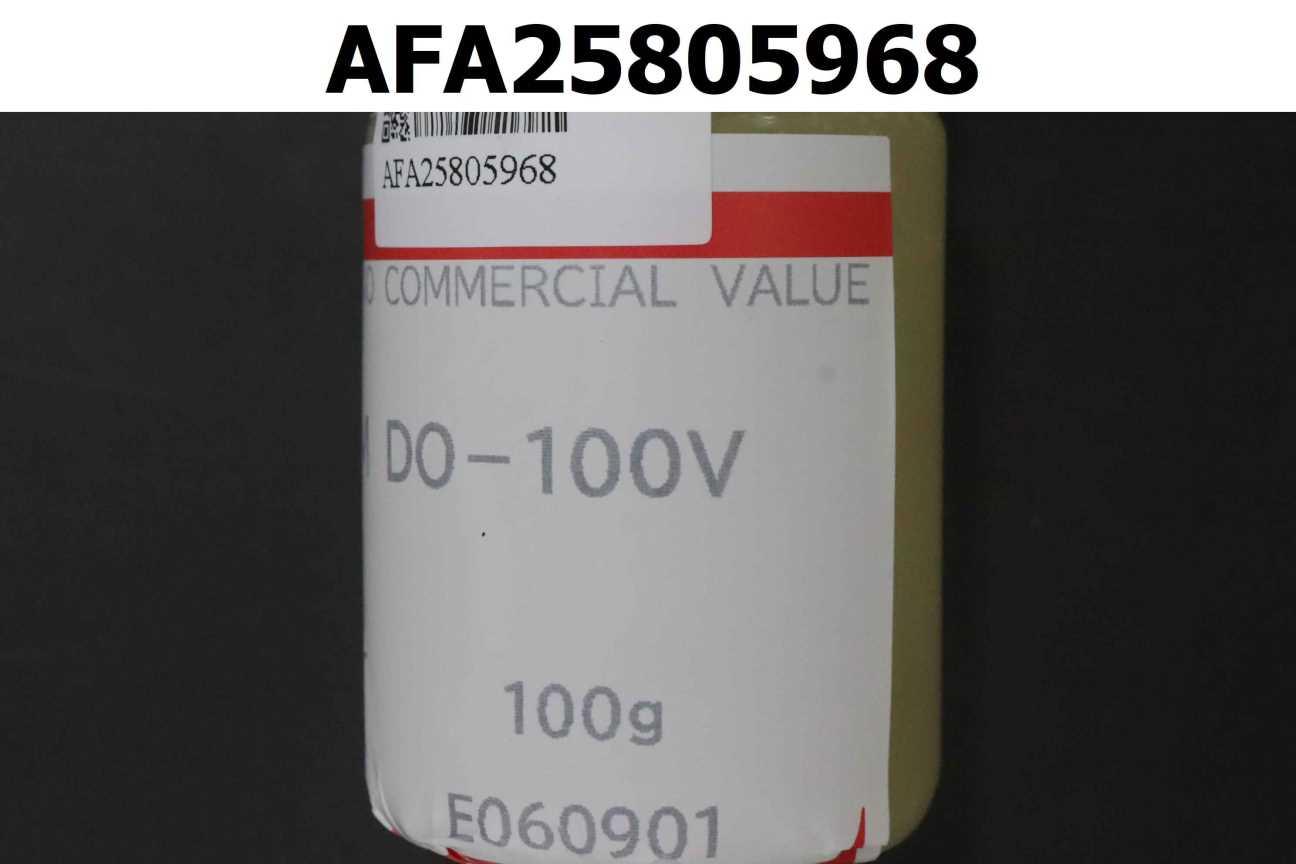 AFA25805968
AFA25805968
COMMERCIAL VALUE
DO-100V
100g
E060901